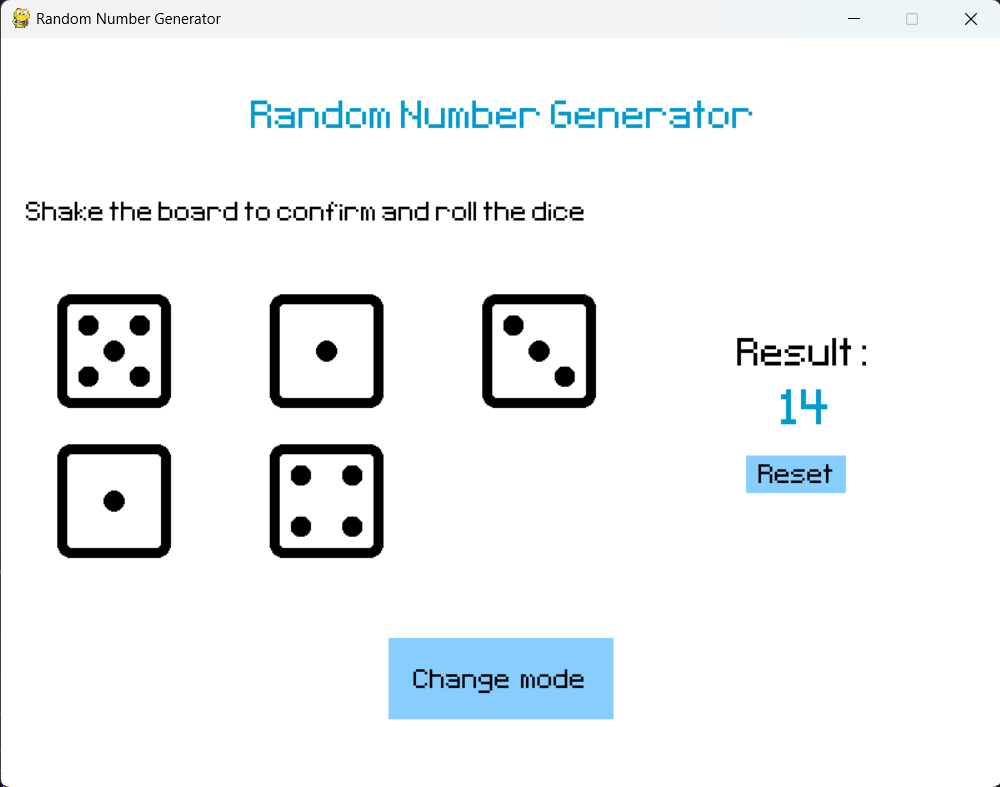 Random Number Generator
Random Number Generator
Shake the board to confirm and roll the dice
Result :
14
Reset
Change mode